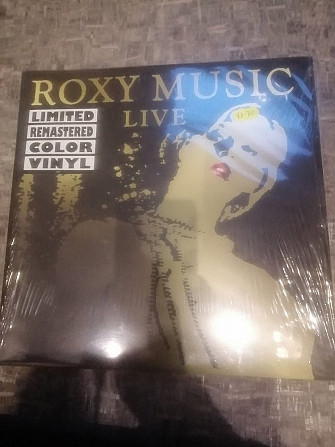 ROXY MUSIC
LIVE
LIMITED
REMASTERED
COLOR
VINYL